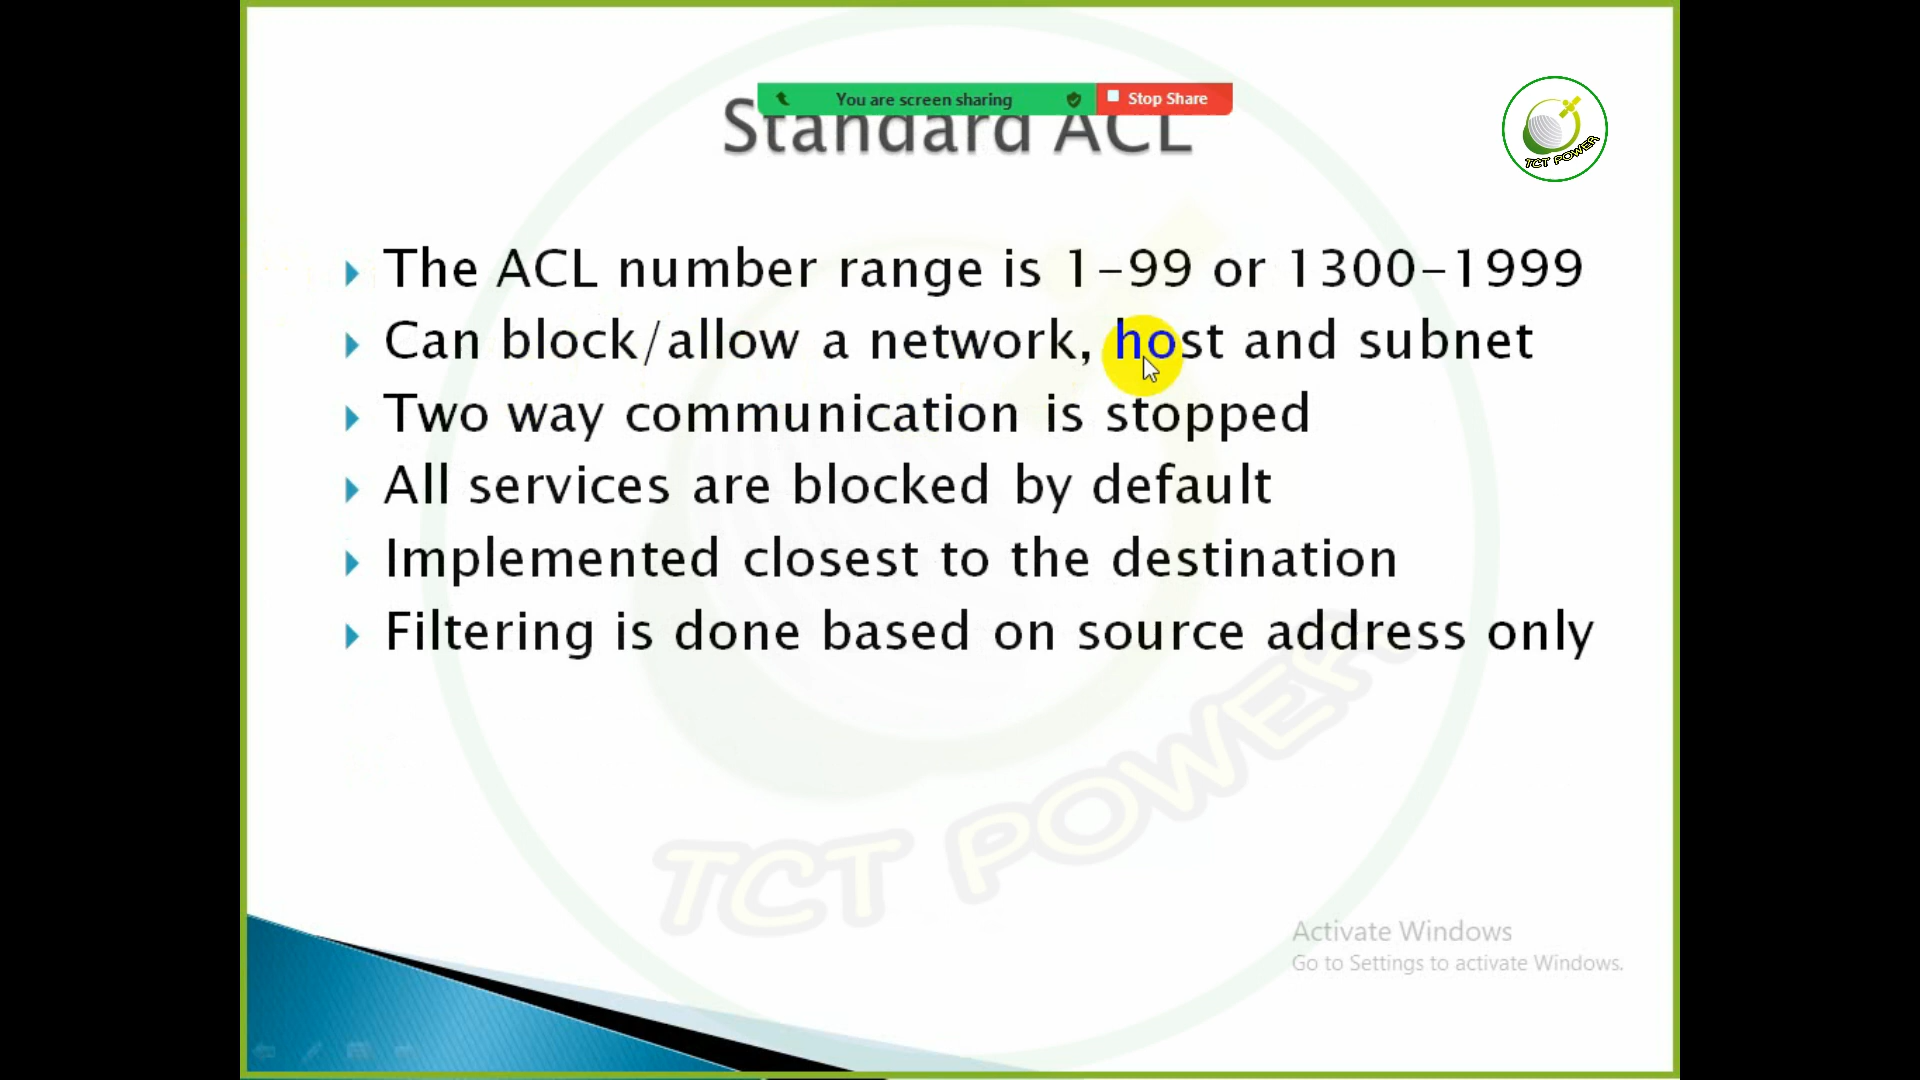 You are screen sharing
Stop Share
Standard ACL
TCT POWER
The ACL number range is 1-99 or 1300-1999
Can block/allow a network, host and subnet
Two way communication is stopped
All services are blocked by default
Implemented closest to the destination
Filtering is done based on source address only
TCT POWER
Activate Windows
Go to Settings to activate Windows.